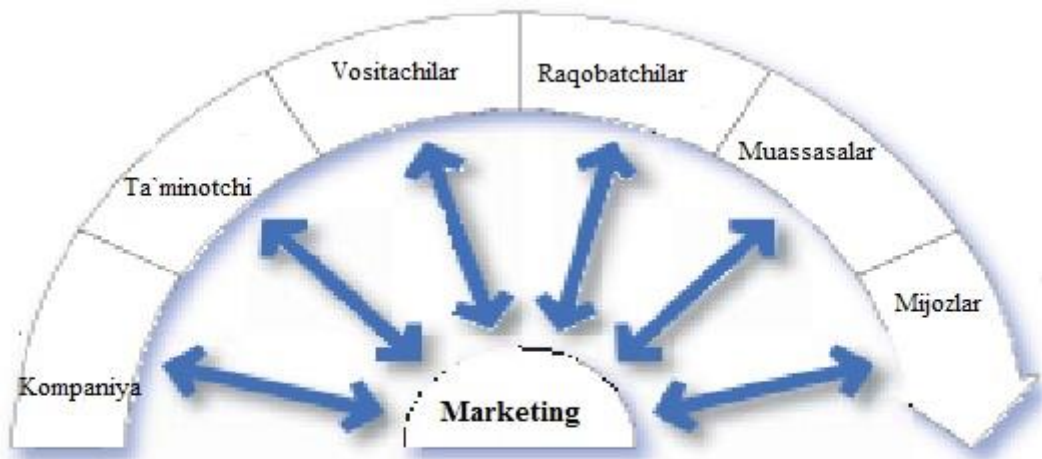 Kompaniya
Ta`minotchi
Vositachilar
Raqobatchilar
Muassasalar
Mijozlar
Marketing